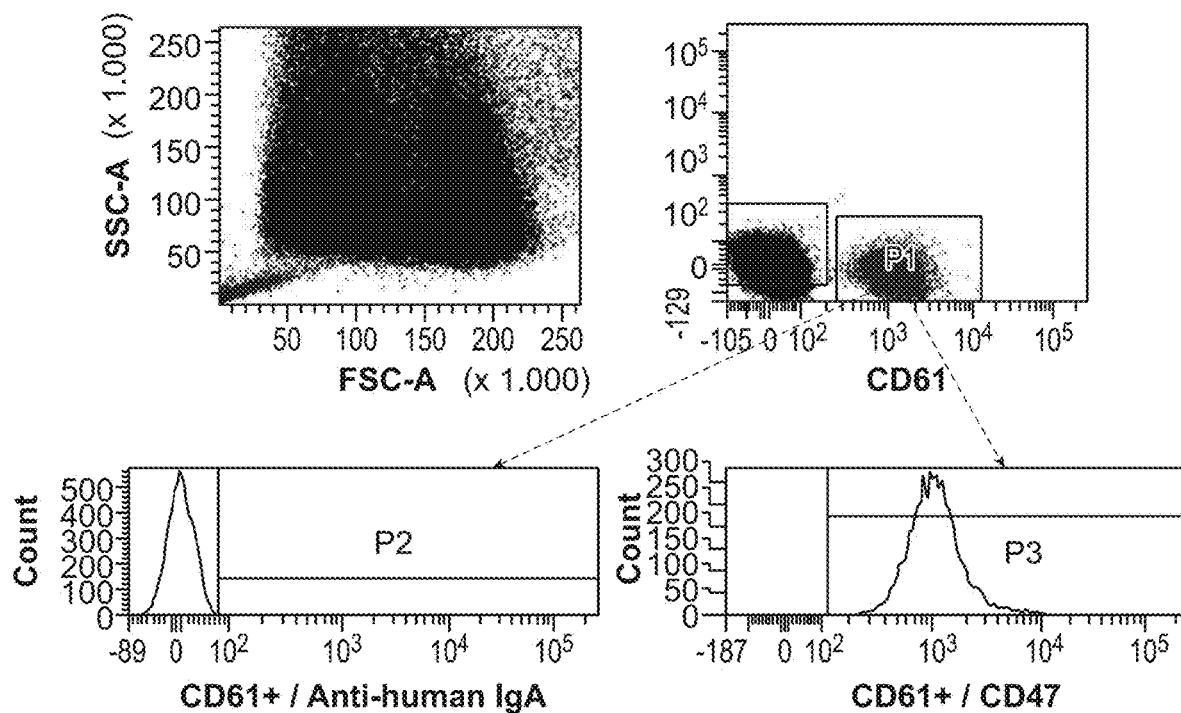 SSC-A (x 1.000)
250
200
150
100
50
50 100 150 200 250
FSC-A (x 1.000)
10^5
10^4
10^3
10^2
0
-129
P1
-105 0 10^2 10^3 10^4 10^5
CD61
Count
500
400
300
200
100
0
P2
-89 0 10^2 10^3 10^4 10^5
CD61+ / Anti-human IgA
Count
300
250
200
150
100
50
0
P3
-187 0 10^2 10^3 10^4 10^5
CD61+ / CD47